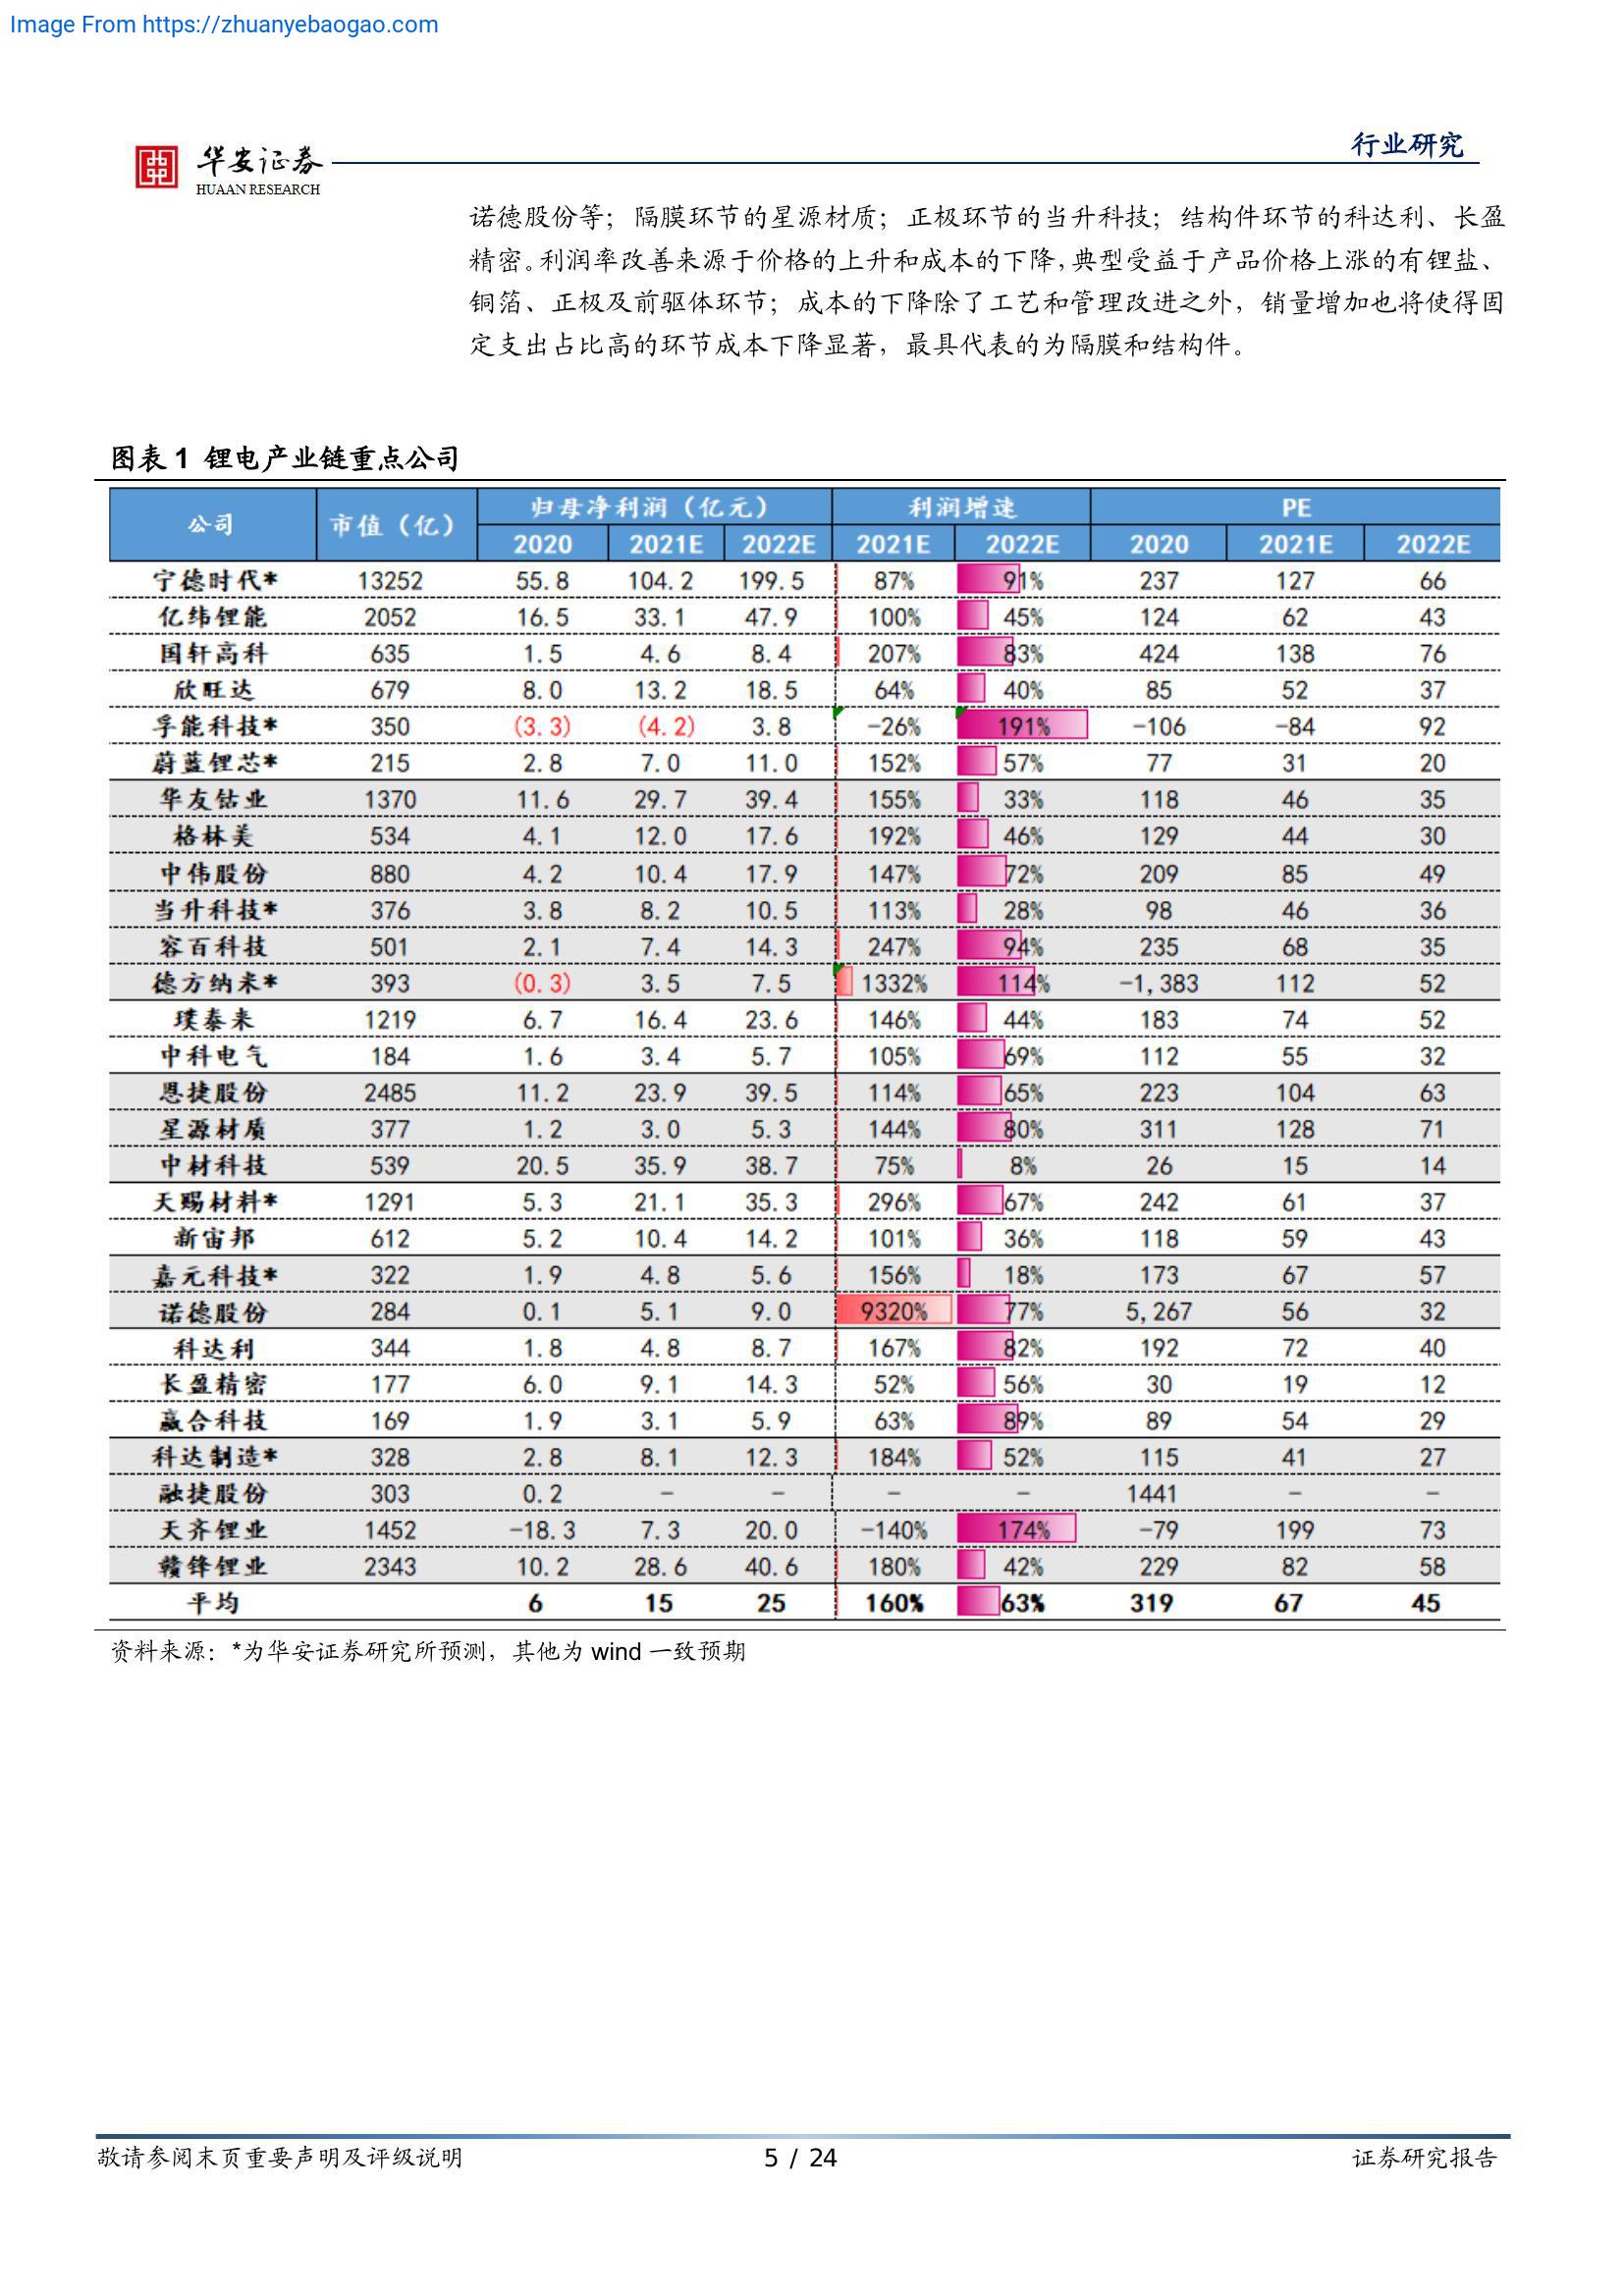 Image From https://zhuanyebaogao.com
行业研究
华安证券
HUAAN RESEARCH
诺德股份等；隔膜环节的星源材质；正极环节的当升科技；结构件环节的科达利、长盈
精密。利润率改善来源于价格的上升和成本的下降，典型受益于产品价格上涨的有锂盐、
铜箔、正极及前驱体环节；成本的下降除了工艺和管理改进之外，销量增加也将使得固
定支出占比高的环节成本下降显著，最具代表的为隔膜和结构件。
图表 1 锂电产业链重点公司
公司 市值（亿） 归母净利润（亿元） 利润增速 PE
2020 2021E 2022E 2021E 2022E 2020 2021E 2022E
宁德时代* 13252 55.8 104.2 199.5 87% 91% 237 127 66
亿纬锂能 2052 16.5 33.1 47.9 100% 45% 124 62 43
国轩高科 635 1.5 4.6 8.4 207% 83% 424 138 76
欣旺达 679 8.0 13.2 18.5 64% 40% 85 52 37
孚能科技* 350 (3.3) (4.2) 3.8 -26% 191% -106 -84 92
蔚蓝锂芯* 215 2.8 7.0 11.0 152% 57% 77 31 20
华友钴业 1370 11.6 29.7 39.4 155% 33% 118 46 35
格林美 534 4.1 12.0 17.6 192% 46% 129 44 30
中伟股份 880 4.2 10.4 17.9 147% 72% 209 85 49
当升科技* 376 3.8 8.2 10.5 113% 28% 98 46 36
容百科技 501 2.1 7.4 14.3 247% 94% 235 68 35
德方纳米* 393 (0.3) 3.5 7.5 1332% 114% -1,383 112 52
璞泰来 1219 6.7 16.4 23.6 146% 44% 183 74 52
中科电气 184 1.6 3.4 5.7 105% 69% 112 55 32
恩捷股份 2485 11.2 23.9 39.5 114% 65% 223 104 63
星源材质 377 1.2 3.0 5.3 144% 80% 311 128 71
中材科技 539 20.5 35.9 38.7 75% 8% 26 15 14
天赐材料* 1291 5.3 21.1 35.3 296% 67% 242 61 37
新宙邦 612 5.2 10.4 14.2 101% 36% 118 59 43
嘉元科技* 322 1.9 4.8 5.6 156% 18% 173 67 57
诺德股份 284 0.1 5.1 9.0 9320% 77% 5,267 56 32
科达利 344 1.8 4.8 8.7 167% 82% 192 72 40
长盈精密 177 6.0 9.1 14.3 52% 56% 30 19 12
赢合科技 169 1.9 3.1 5.9 63% 89% 89 54 29
科达制造* 328 2.8 8.1 12.3 184% 52% 115 41 27
融捷股份 303 0.2 - - - - 1441 - -
天齐锂业 1452 -18.3 7.3 20.0 -140% 174% -79 199 73
赣锋锂业 2343 10.2 28.6 40.6 180% 42% 229 82 58
平均 6 15 25 160% 63% 319 67 45
资料来源：*为华安证券研究所预测，其他为 wind 一致预期
敬请参阅末页重要声明及评级说明 5 / 24 证券研究报告